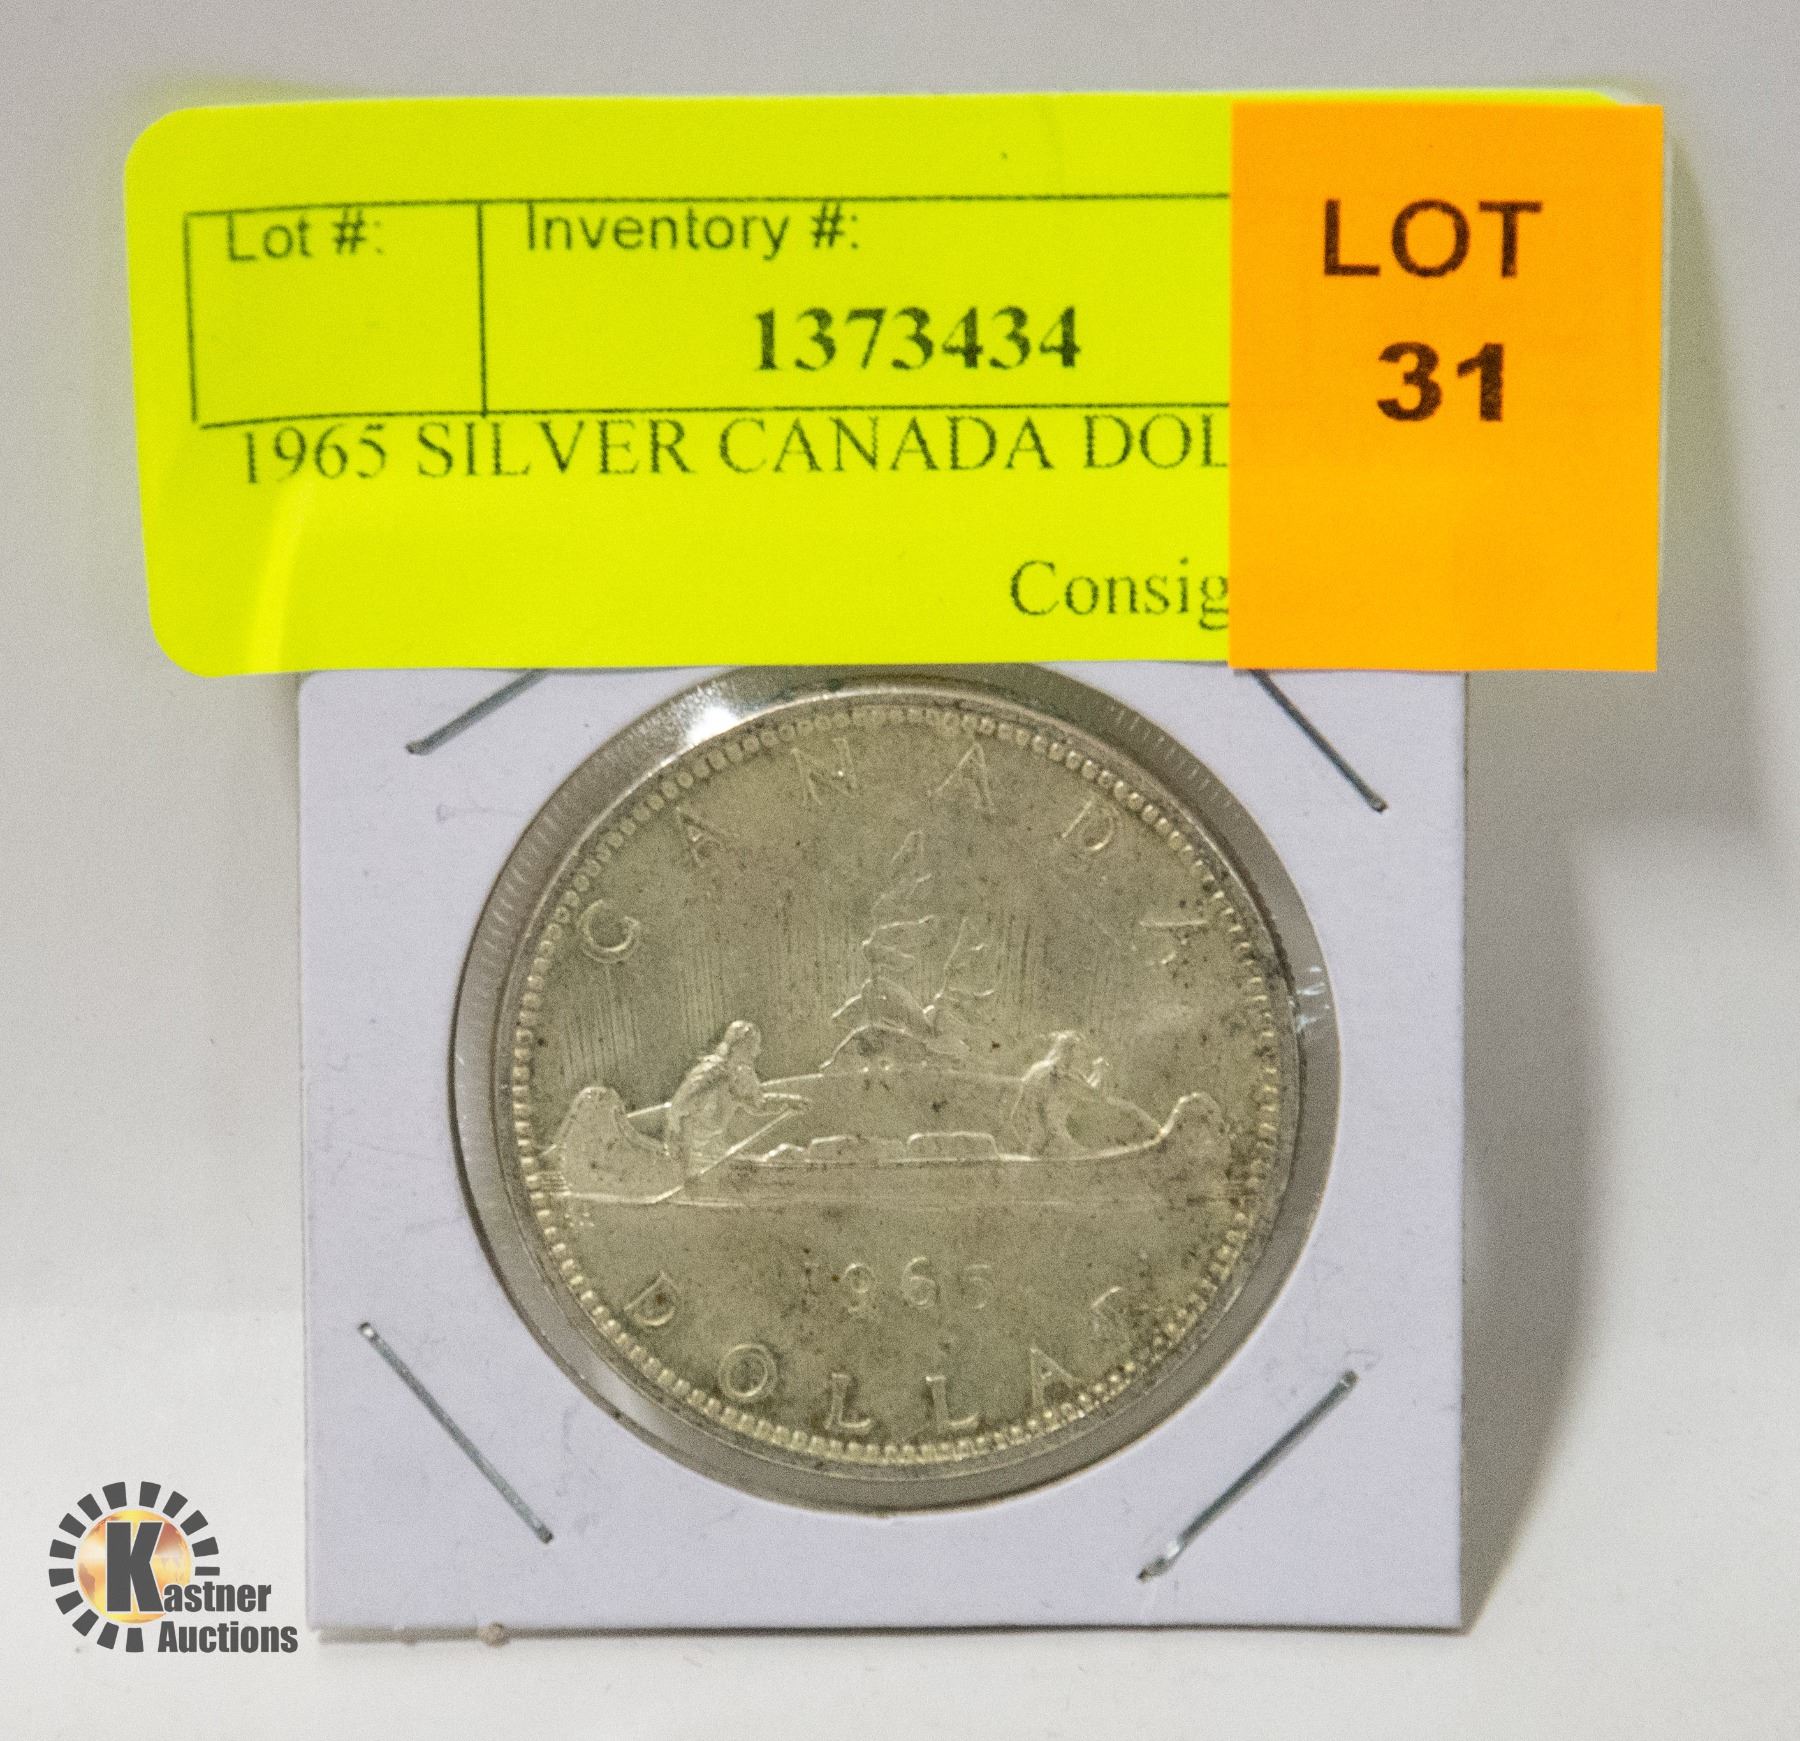 Lot #:
Inventory #:
1373434
LOT
31
1965 SILVER CANADA DOL
Consig
CANADA
1965
DOLLAR
Kastner
Auctions